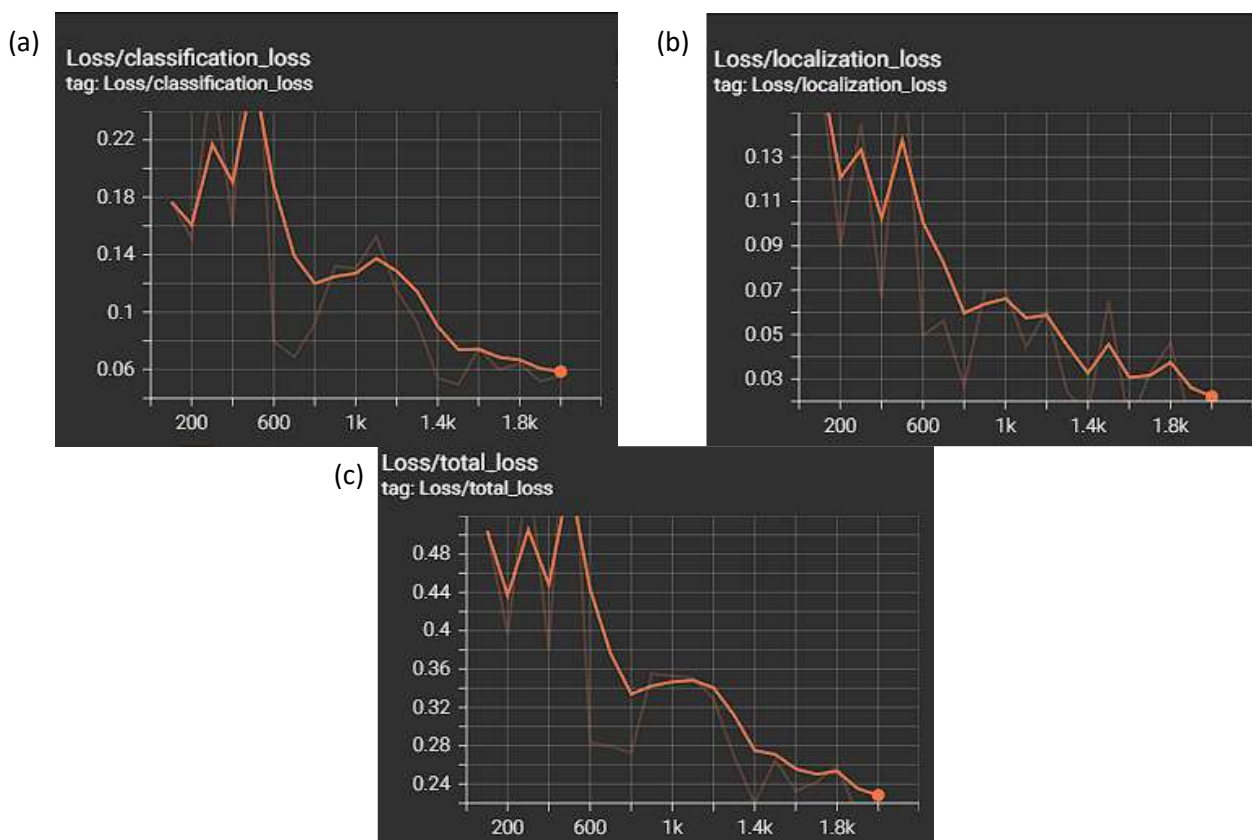 (a)
Loss/classification_loss
tag: Loss/classification_loss
0.22
0.18
0.14
0.1
0.06
200 600 1k 1.4k 1.8k
(b)
Loss/localization_loss
tag: Loss/localization_loss
0.13
0.11
0.09
0.07
0.05
0.03
200 600 1k 1.4k 1.8k
(c)
Loss/total_loss
tag: Loss/total_loss
0.48
0.44
0.4
0.36
0.32
0.28
0.24
200 600 1k 1.4k 1.8k